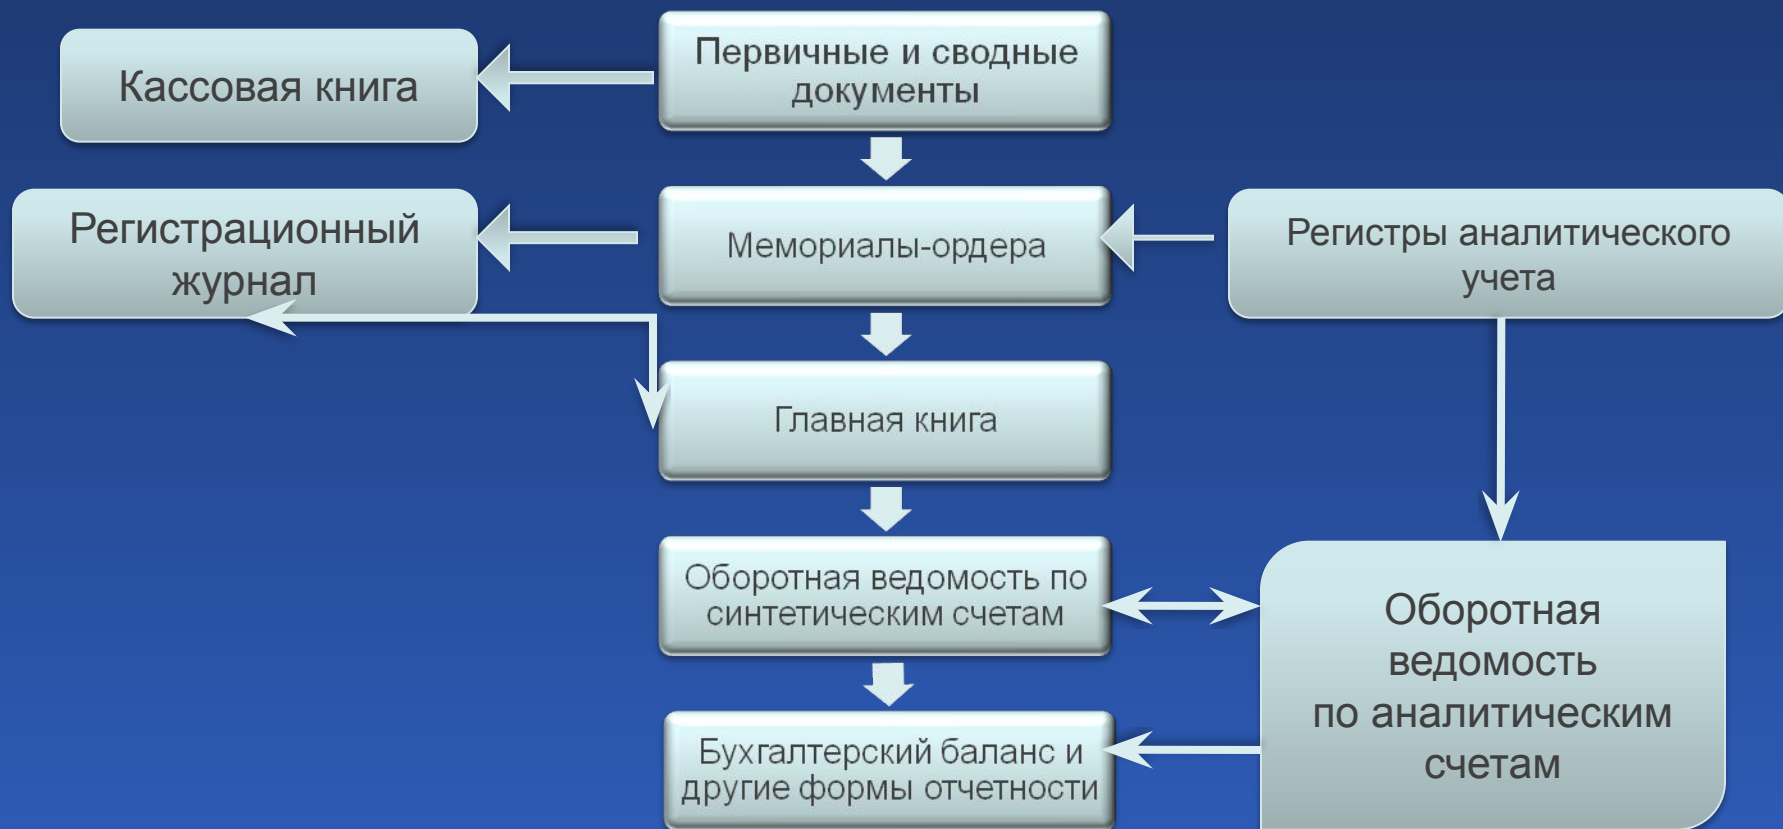 Первичные и сводные
документы
Кассовая книга
Регистрационный
журнал
Мемориалы-ордера
Регистры аналитического
учета
Главная книга
Оборотная ведомость по
синтетическим счетам
Оборотная
ведомость
по аналитическим
счетам
Бухгалтерский баланс и
другие формы отчетности